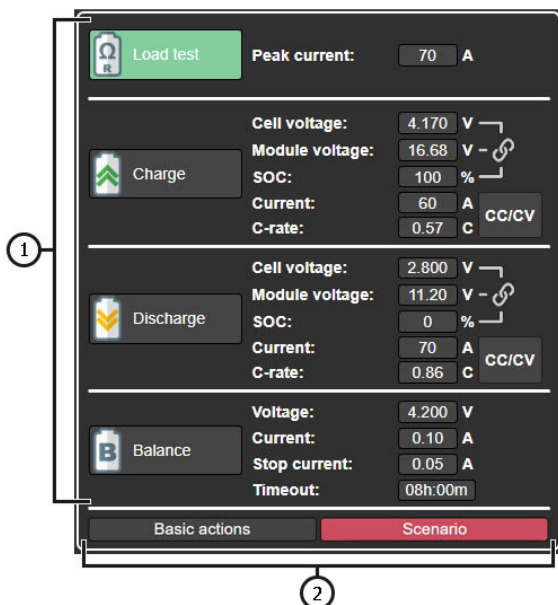 Ω
R
Load test
Peak current: 70 A
Cell voltage: 4.170 V
Module voltage: 16.68 V
Charge
SOC: 100 %
Current: 60 A
C-rate: 0.57 C
CC/CV
1
Cell voltage: 2.800 V
Module voltage: 11.20 V
Discharge
SOC: 0 %
Current: 70 A
C-rate: 0.86 C
CC/CV
Voltage: 4.200 V
B
Balance
Current: 0.10 A
Stop current: 0.05 A
Timeout: 08h:00m
Basic actions Scenario
2